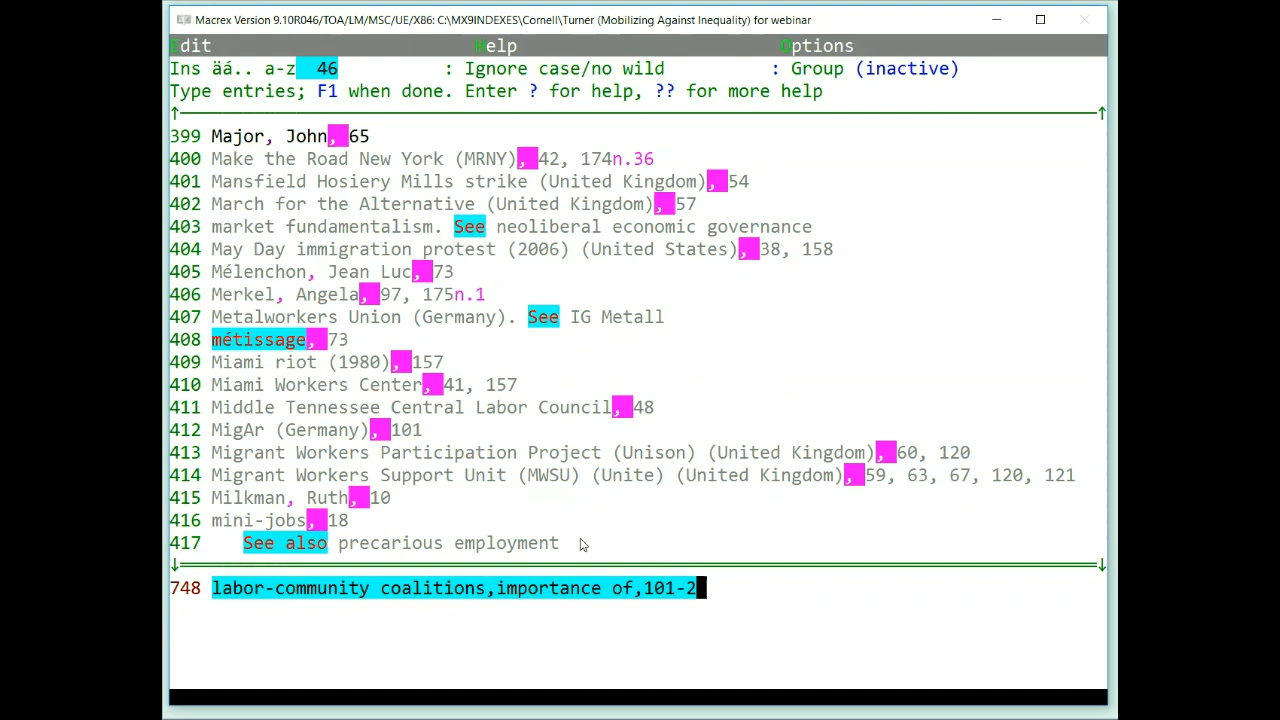 Macrex Version 9.10R046/TOA/LM/MSC/UE/X86: C:\MX9INDEXES\Cornell\Turner (Mobilizing Against Inequality) for webinar
Edit Help Options
Ins äá.. a-z 46 : Ignore case/no wild : Group (inactive)
Type entries; F1 when done. Enter ? for help, ?? for more help
399 Major, John, 65
400 Make the Road New York (MRNY), 42, 174n.36
401 Mansfield Hosiery Mills strike (United Kingdom), 54
402 March for the Alternative (United Kingdom), 57
403 market fundamentalism. See neoliberal economic governance
404 May Day immigration protest (2006) (United States), 38, 158
405 Mélenchon, Jean Luc, 73
406 Merkel, Angela, 97, 175n.1
407 Metalworkers Union (Germany). See IG Metall
408 métissage, 73
409 Miami riot (1980), 157
410 Miami Workers Center, 41, 157
411 Middle Tennessee Central Labor Council, 48
412 MigAr (Germany), 101
413 Migrant Workers Participation Project (Unison) (United Kingdom), 60, 120
414 Migrant Workers Support Unit (MWSU) (Unite) (United Kingdom), 59, 63, 67, 120, 121
415 Milkman, Ruth, 10
416 mini-jobs, 18
417 See also precarious employment
748 labor-community coalitions,importance of,101-2